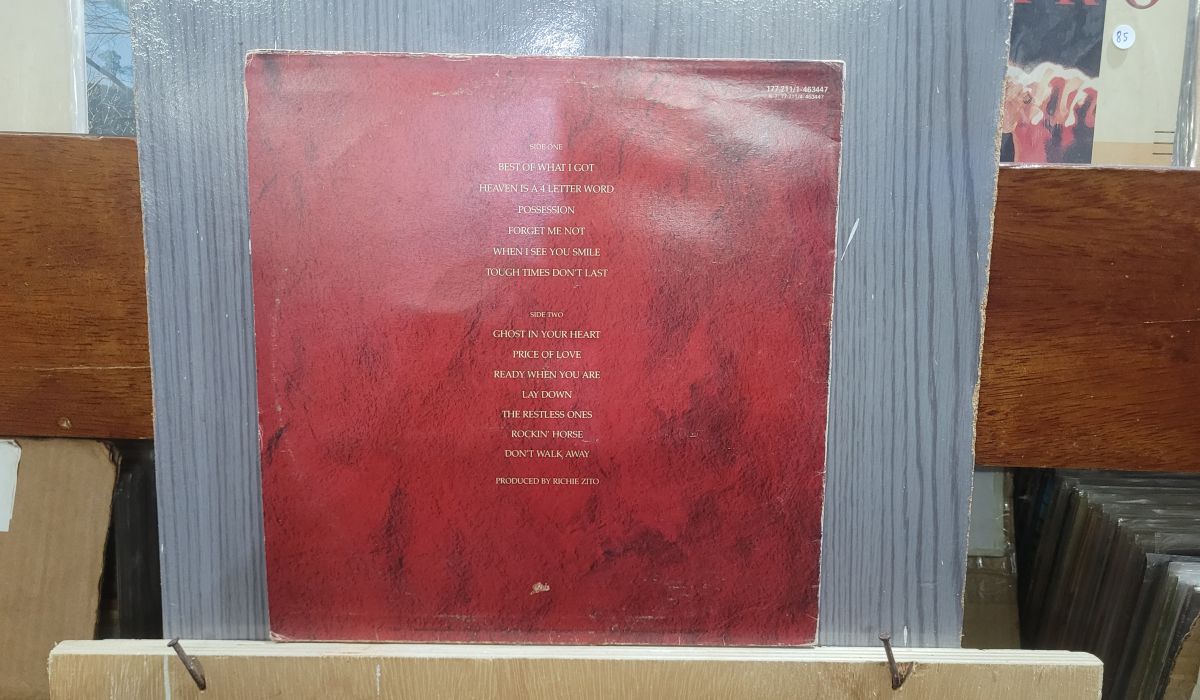 177.211/1-463447
SIDE ONE
BEST OF WHAT I GOT
HEAVEN IS A 4 LETTER WORD
POSSESSION
FORGET ME NOT
WHEN I SEE YOU SMILE
TOUGH TIMES DON'T LAST
SIDE TWO
GHOST IN YOUR HEART
PRICE OF LOVE
READY WHEN YOU ARE
LAY DOWN
THE RESTLESS ONES
ROCKIN' HORSE
DON'T WALK AWAY
PRODUCED BY RICHIE ZITO
85